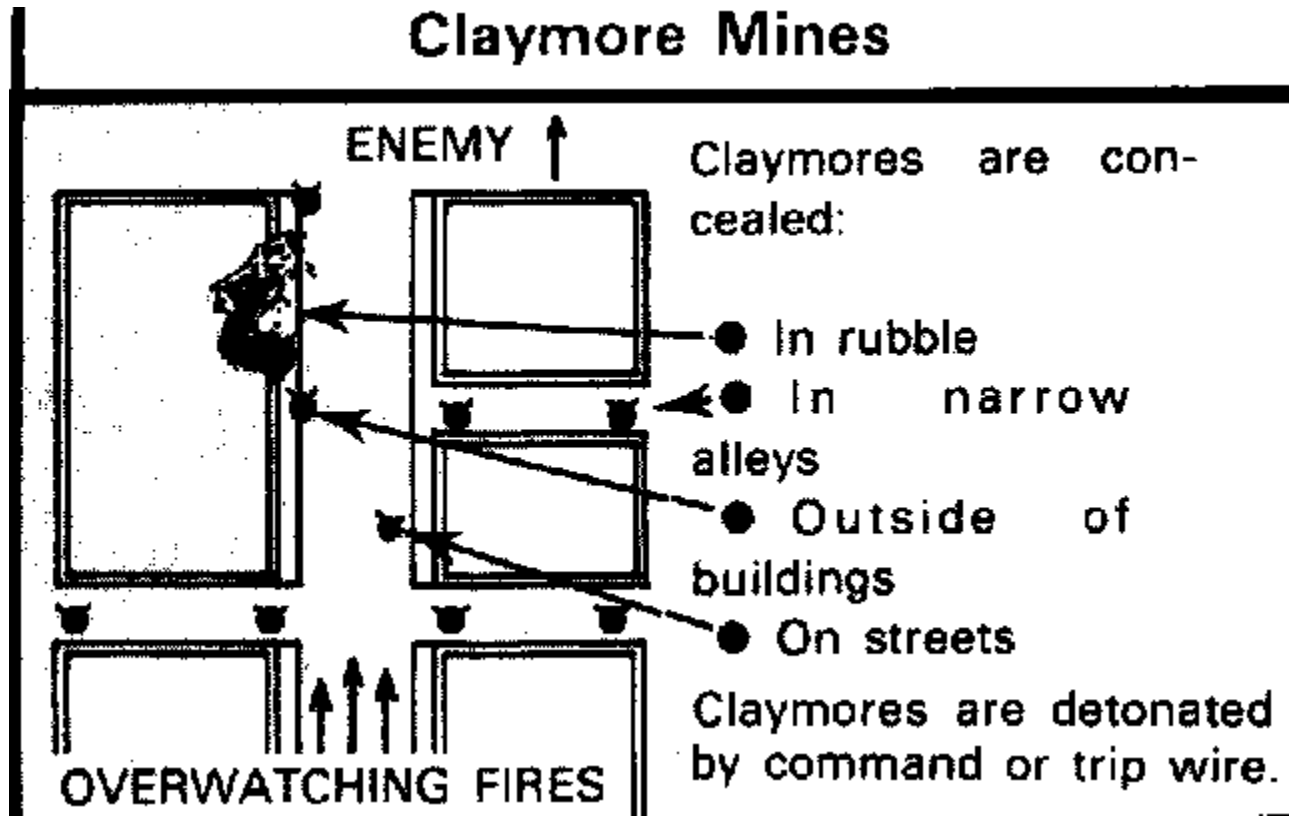 Claymore Mines
ENEMY
Claymores are con-
cealed:
● In rubble
● In narrow
alleys
● Outside of
buildings
● On streets
Claymores are detonated
by command or trip wire.
OVERWATCHING FIRES